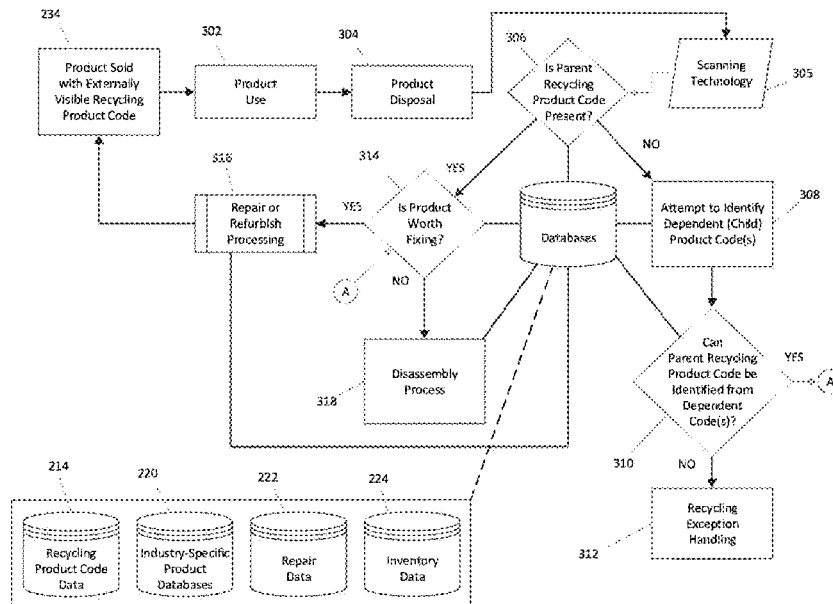 234
302
304
306
305
Product Sold
with Externally
Visible Recycling
Product Code
Product
Use
Product
Disposal
Is Parent
Recycling
Product Code
Present?
Scanning
Technology
NO
YES
316
314
308
Repair or
Refurbish
Processing
YES
Is Product
Worth
Fixing?
Databases
Attempt to Identify
Dependent (Child)
Product Code(s)
A
NO
318
Disassembly
Process
Can
Parent Recycling
Product Code be
Identified from
Dependent
Code(s)?
YES
A
310
NO
312
Recycling
Exception
Handling
214
220
222
224
Recycling
Product Code
Data
Industry-Specific
Product
Databases
Repair
Data
Inventory
Data